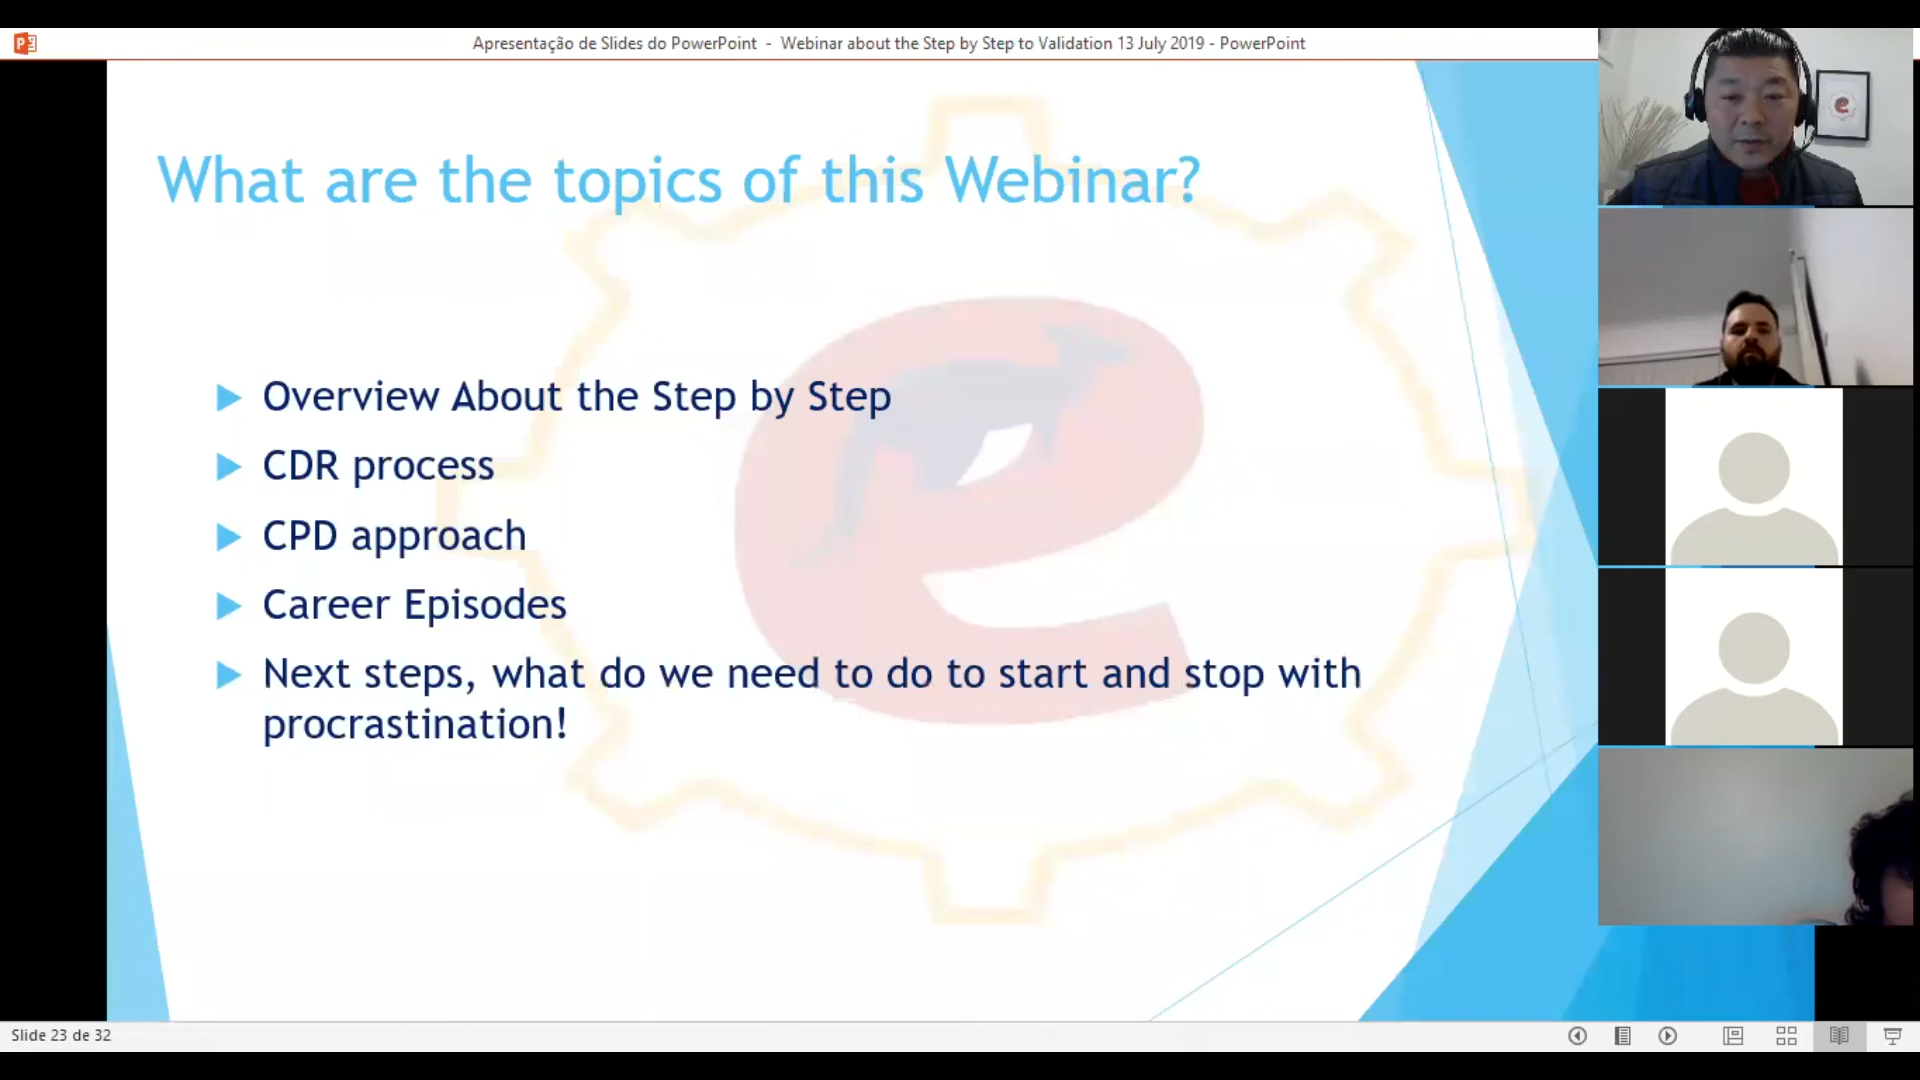 Apresentação de Slides do PowerPoint - Webinar about the Step by Step to Validation 13 July 2019 - PowerPoint
What are the topics of this Webinar?
Overview About the Step by Step
CDR process
CPD approach
Career Episodes
Next steps, what do we need to do to start and stop with
procrastination!
e
e
Slide 23 de 32